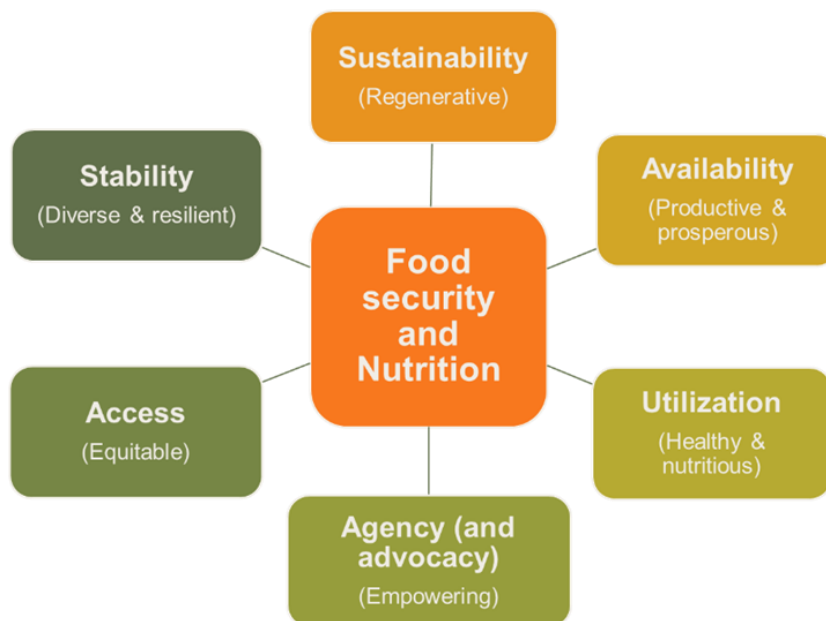 Sustainability
(Regenerative)
Availability
(Productive &
prosperous)
Utilization
(Healthy &
nutritious)
Agency (and
advocacy)
(Empowering)
Access
(Equitable)
Stability
(Diverse & resilient)
Food
security
and
Nutrition